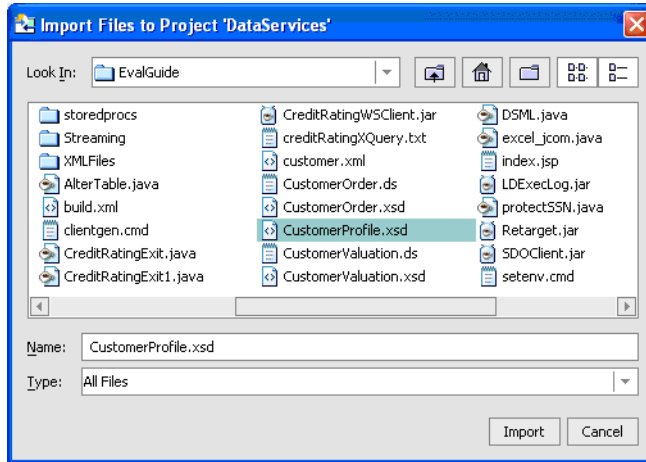 Import Files to Project 'DataServices'
Look In: EvalGuide
storedprocs
Streaming
XMLFiles
AlterTable.java
build.xml
clientgen.cmd
CreditRatingExit.java
CreditRatingExit1.java
CreditRatingWSClient.jar
creditRatingXQuery.txt
customer.xml
CustomerOrder.ds
CustomerOrder.xsd
CustomerProfile.xsd
CustomerValuation.ds
CustomerValuation.xsd
DSML.java
excel_jcom.java
index.jsp
LDExecLog.jar
protectSSN.java
Retarget.jar
SDOClient.jar
setenv.cmd
Name: CustomerProfile.xsd
Type: All Files
Import Cancel